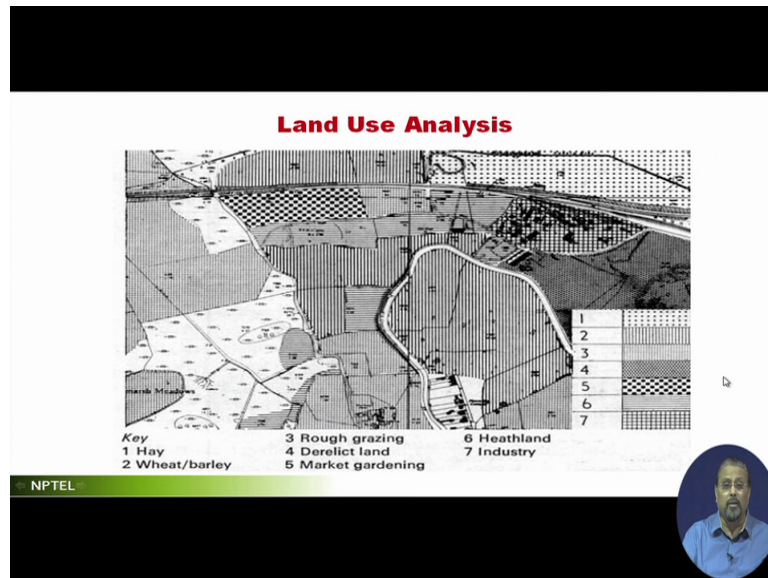 Land Use Analysis
1
2
3
4
5
6
7
Meadows
Key
1 Hay
2 Wheat/barley
3 Rough grazing
4 Derelict land
5 Market gardening
6 Heathland
7 Industry
NPTEL